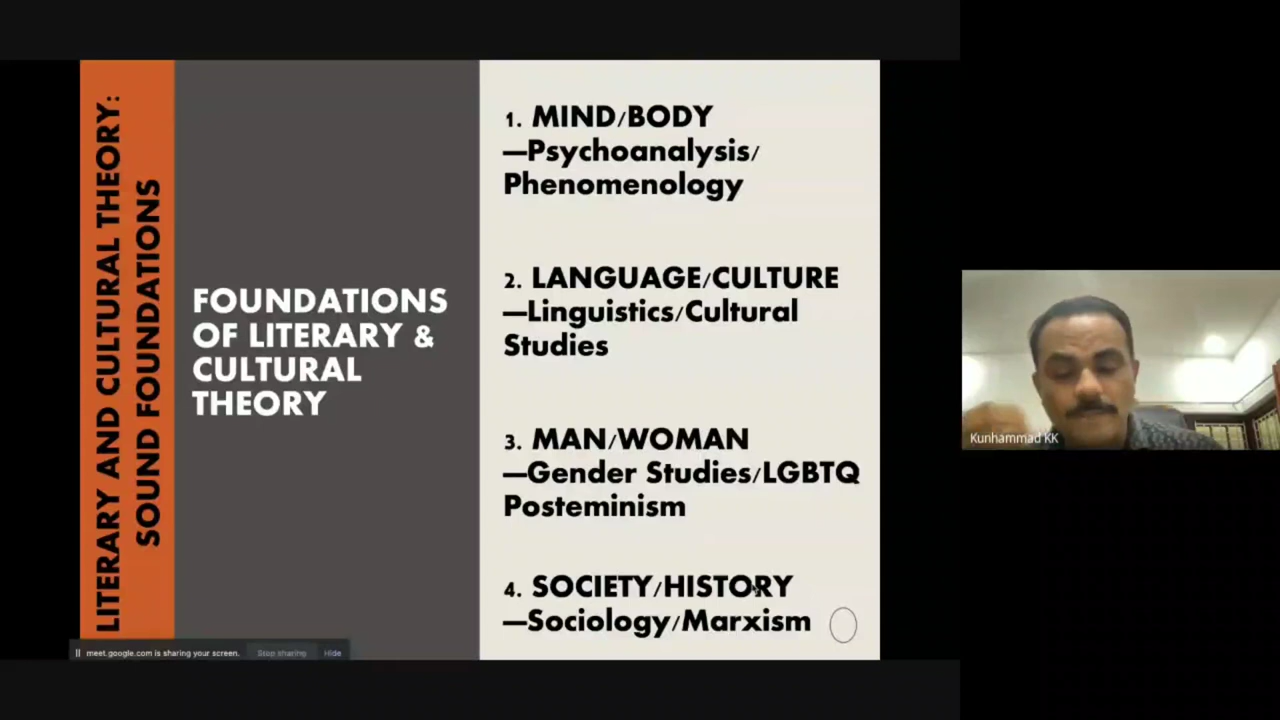 LITERARY AND CULTURAL THEORY:
SOUND FOUNDATIONS
FOUNDATIONS
OF LITERARY &
CULTURAL
THEORY
1. MIND/BODY
—Psychoanalysis/
Phenomenology
2. LANGUAGE/CULTURE
—Linguistics/Cultural
Studies
3. MAN/WOMAN
—Gender Studies/LGBTQ
Posteminism
4. SOCIETY/HISTORY
—Sociology/Marxism
meet.google.com is sharing your screen.
Stop sharing
Hide
Kunhammad KK